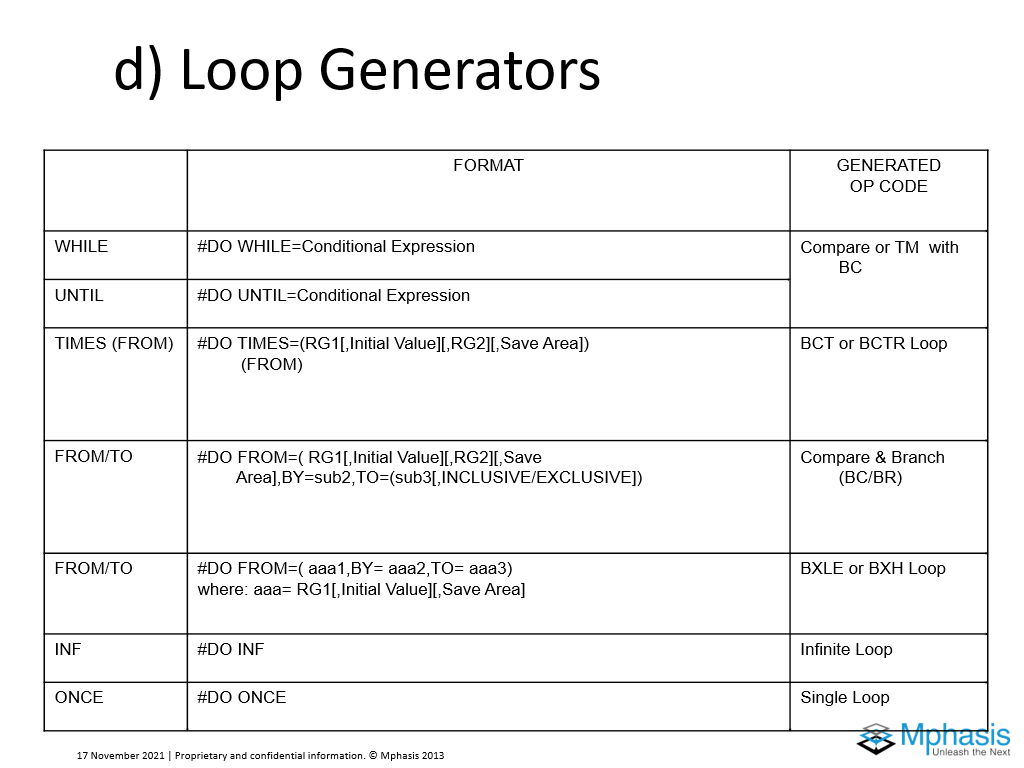 d) Loop Generators
FORMAT
GENERATED
OP CODE
WHILE
#DO WHILE=Conditional Expression
Compare or TM with
BC
UNTIL
#DO UNTIL=Conditional Expression
TIMES (FROM)
#DO TIMES=(RG1[,Initial Value][,RG2][,Save Area])
(FROM)
BCT or BCTR Loop
FROM/TO
#DO FROM=( RG1[,Initial Value][,RG2][,Save
Area],BY=sub2,TO=(sub3[,INCLUSIVE/EXCLUSIVE])
Compare & Branch
(BC/BR)
FROM/TO
#DO FROM=( aaa1,BY= aaa2,TO= aaa3)
where: aaa= RG1[,Initial Value][,Save Area]
BXLE or BXH Loop
INF
#DO INF
Infinite Loop
ONCE
#DO ONCE
Single Loop
17 November 2021 | Proprietary and confidential information. © Mphasis 2013
Mphasis
Unleash the Next